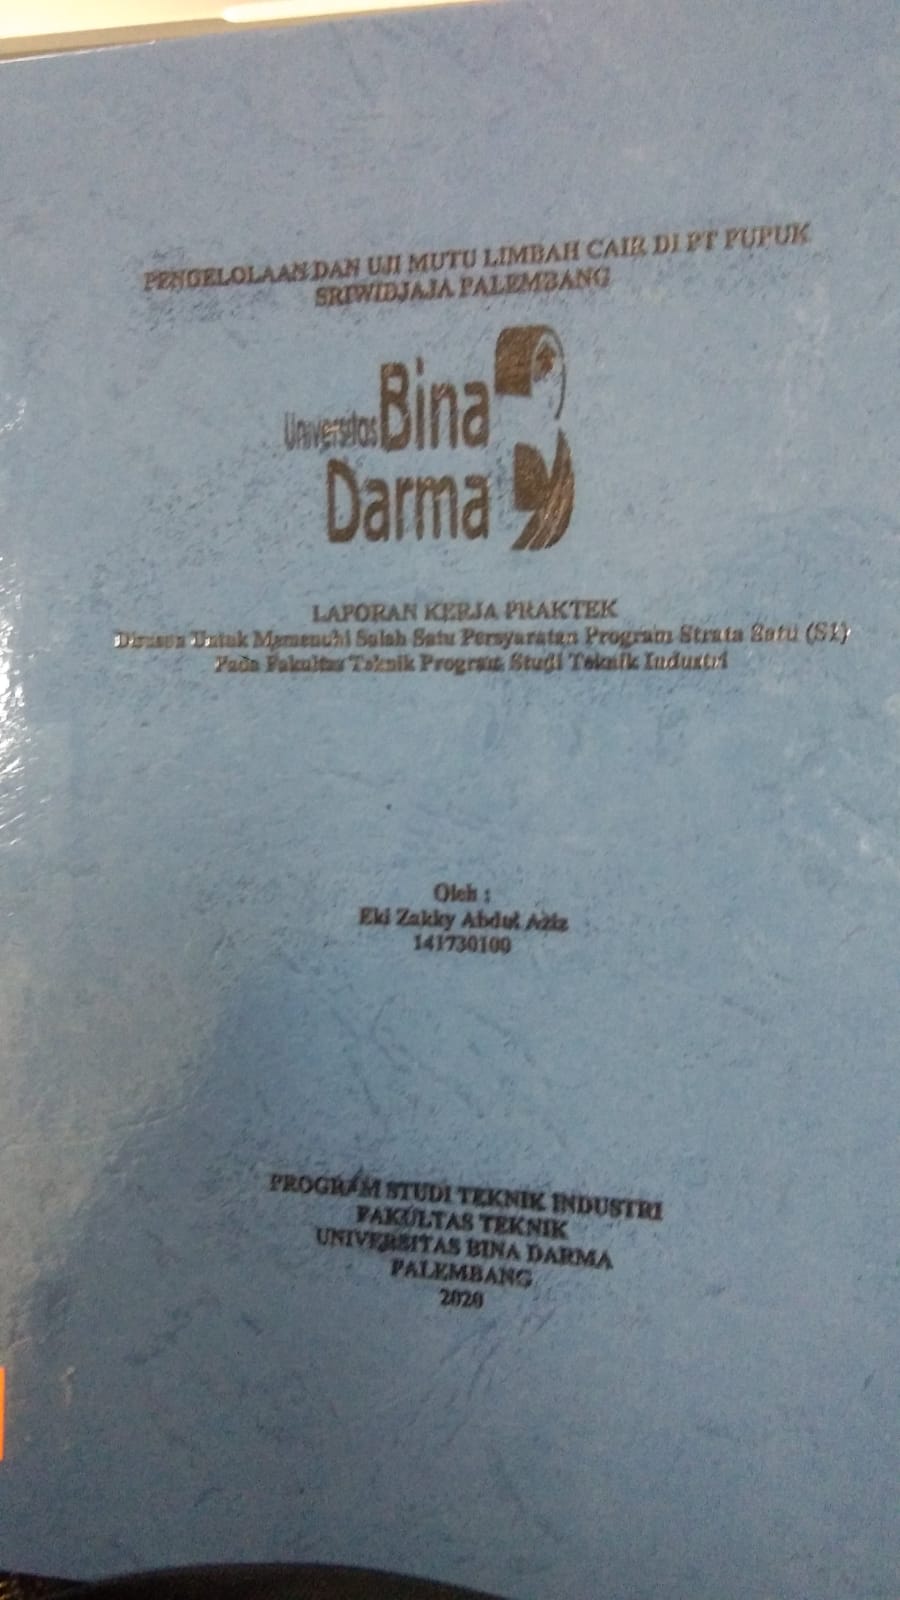 PENGELOLAAN DAN UJI MUTU LIMBAH CAIR DI PT PUPUK
SRIWIDJAJA PALEMBANG
Universitas Bina
Darma
LAPORAN KERJA PRAKTEK
Disusun Untuk Memenuhi Salah Satu Persyaratan Program Strata Satu (S1)
Pada Fakultas Teknik Program Studi Teknik Industri
Oleh :
Eki Zakky Abdul Aziz
141730100
PROGRAM STUDI TEKNIK INDUSTRI
FAKULTAS TEKNIK
UNIVERSITAS BINA DARMA
PALEMBANG
2020